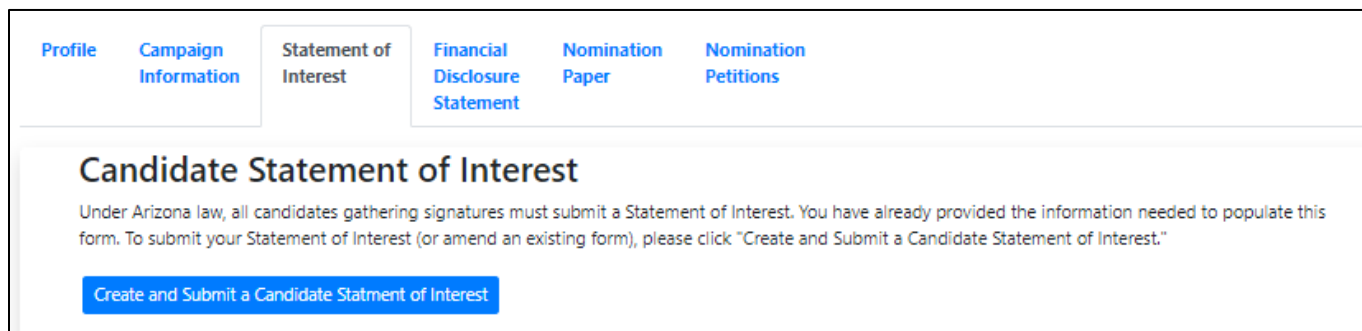 Profile
Campaign
Information
Statement of
Interest
Financial
Disclosure
Statement
Nomination
Paper
Nomination
Petitions
Candidate Statement of Interest
Under Arizona law, all candidates gathering signatures must submit a Statement of Interest. You have already provided the information needed to populate this
form. To submit your Statement of Interest (or amend an existing form), please click "Create and Submit a Candidate Statement of Interest."
Create and Submit a Candidate Statment of Interest